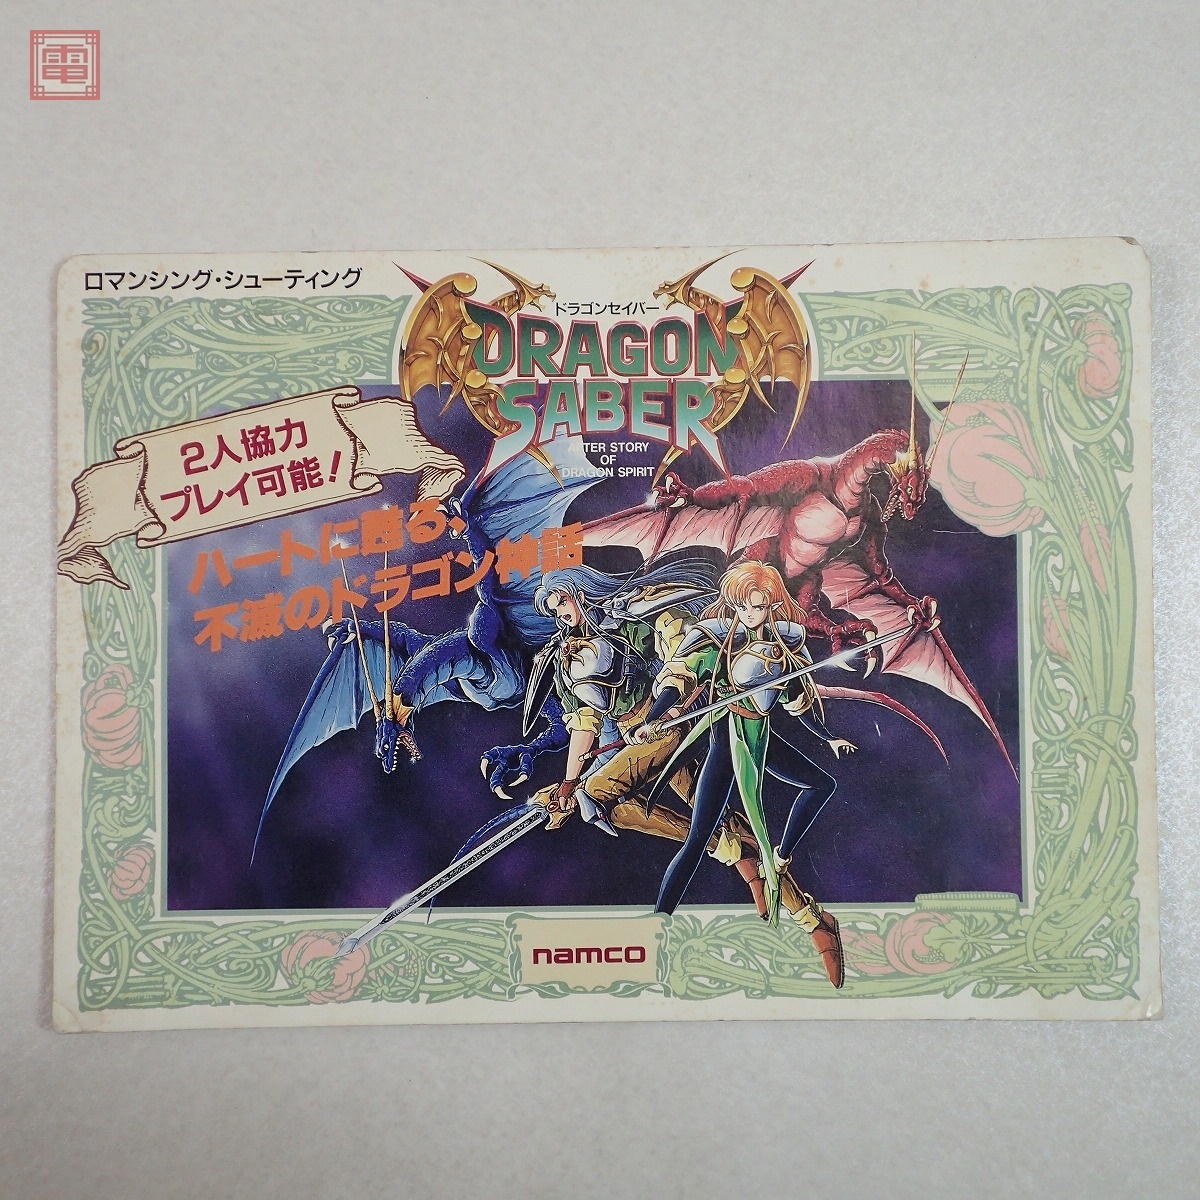 電
ロマンシング・シューティング
ドラゴンセイバー
DRAGON
SABER
AFTER STORY
OF
DRAGON SPIRIT
2人協力
プレイ可能!
ハートに甦る、
不滅のドラゴン神話
namco